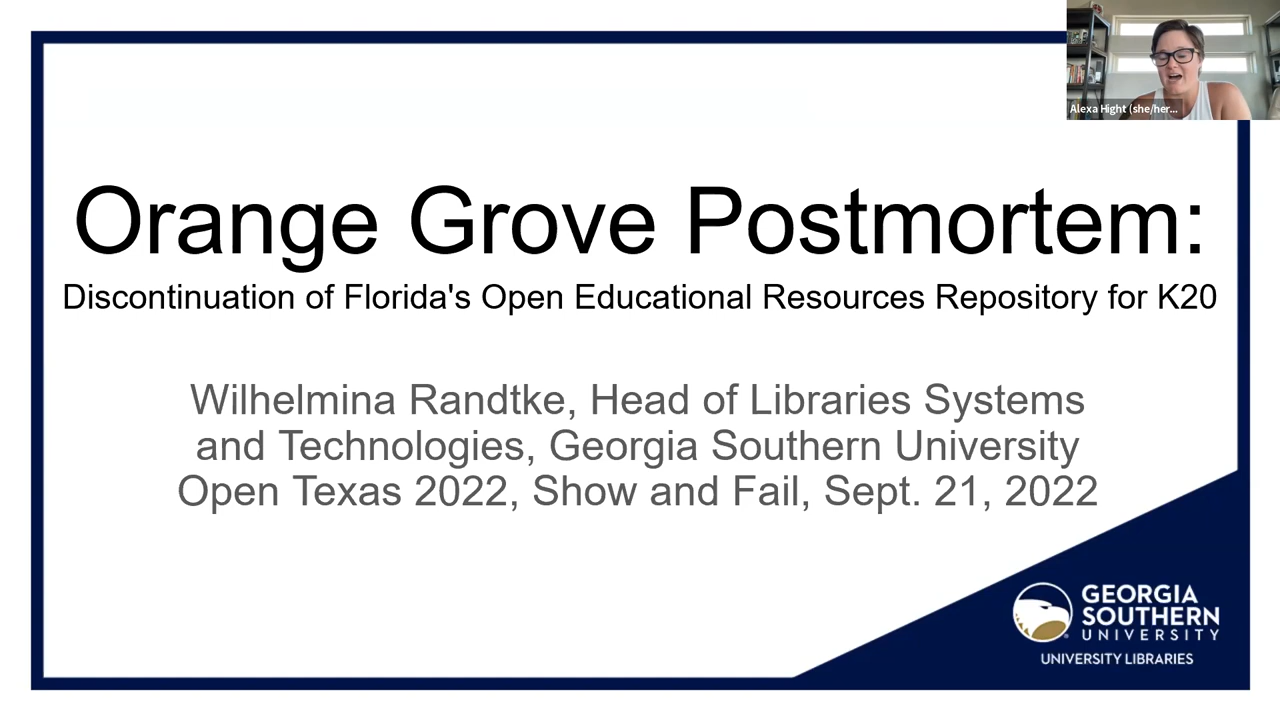 Alexa Hight (she/her...
Orange Grove Postmortem:
Discontinuation of Florida's Open Educational Resources Repository for K20
Wilhelmina Randtke, Head of Libraries Systems
and Technologies, Georgia Southern University
Open Texas 2022, Show and Fail, Sept. 21, 2022
GEORGIA
SOUTHERN
UNIVERSITY
UNIVERSITY LIBRARIES